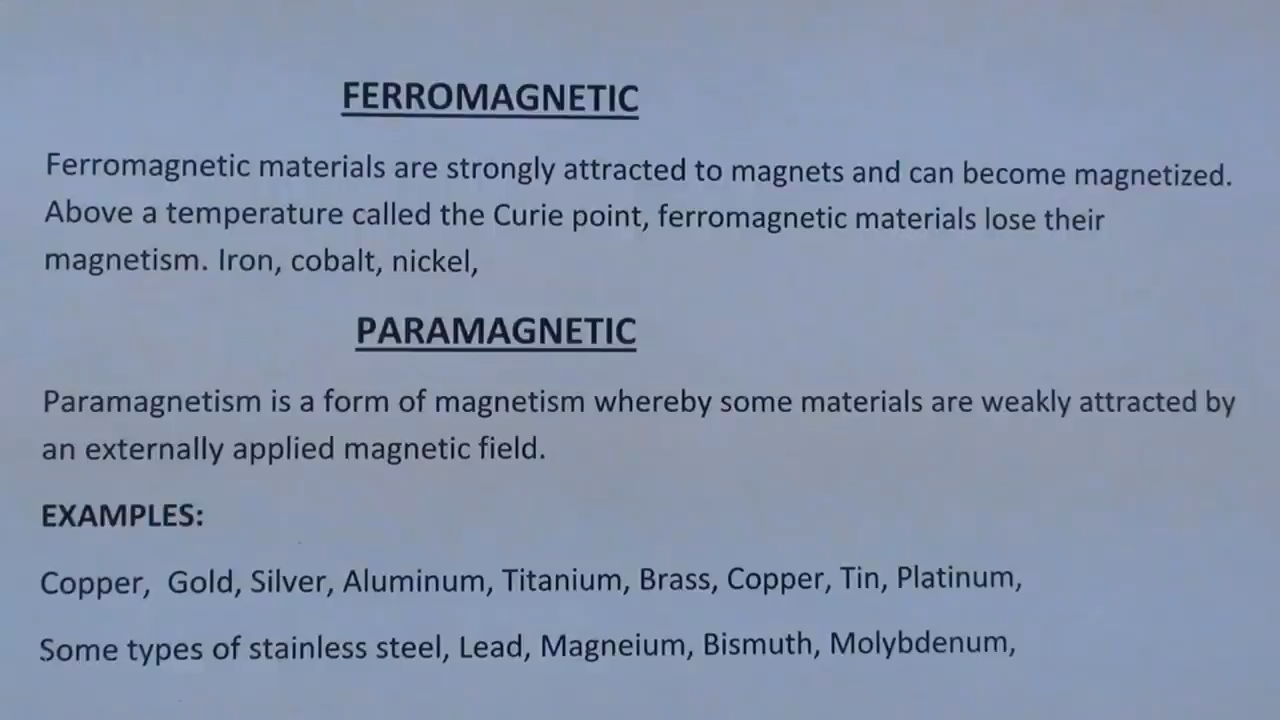 FERROMAGNETIC
Ferromagnetic materials are strongly attracted to magnets and can become magnetized.
Above a temperature called the Curie point, ferromagnetic materials lose their
magnetism. Iron, cobalt, nickel,
PARAMAGNETIC
Paramagnetism is a form of magnetism whereby some materials are weakly attracted by
an externally applied magnetic field.
EXAMPLES:
Copper,  Gold, Silver, Aluminum, Titanium, Brass, Copper, Tin, Platinum,
Some types of stainless steel, Lead, Magneium, Bismuth, Molybdenum,